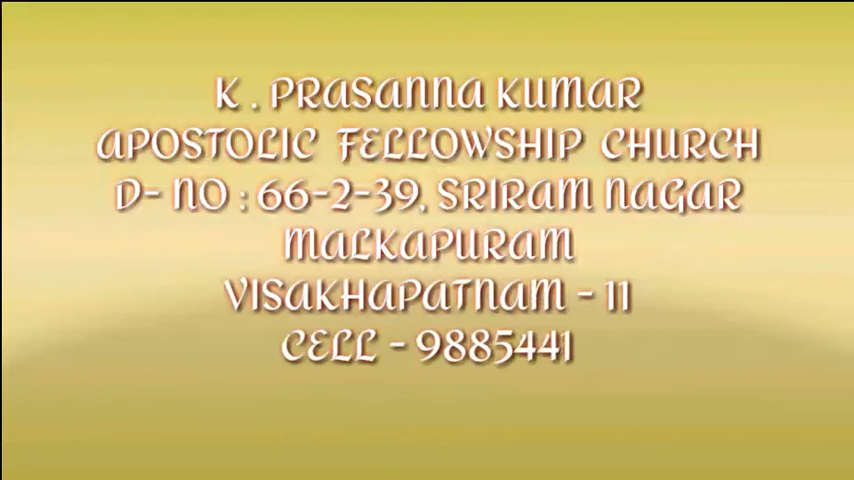 K . PRASANNA KUMAR
APOSTOLIC FELLOWSHIP CHURCH
D- NO : 66-2-39, SRIRAM NAGAR
MALKAPURAM
VISAKHAPATNAM - 11
CELL - 9885441